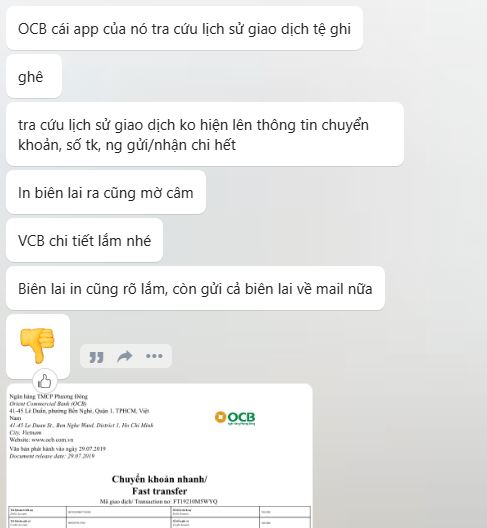 OCB cái app của nó tra cứu lịch sử giao dịch tệ ghi
ghê
tra cứu lịch sử giao dịch ko hiện lên thông tin chuyển
khoản, số tk, ng gửi/nhận chi hết
In biên lai ra cũng mờ câm
VCB chi tiết lắm nhé
Biên lai in cũng rõ lắm, còn gửi cả biên lai về mail nữa
Ngân hàng TMCP Phương Đông
Orient Commercial Bank (OCB)
41-45 Lê Duẩn, phường Bến Nghé, Quận 1, TPHCM, Việt
Nam
41-45 Le Duan St., Ben Nghe Ward, District 1, Ho Chi Minh
City, Vietnam
Website: www.ocb.com.vn
Văn bản phát hành vào ngày 29.07.2019
Document release date: 29.07.2019
OCB
Chuyển khoản nhanh/
Fast transfer
Mã giao dịch/ Transaction no: FT19210M5WYQ